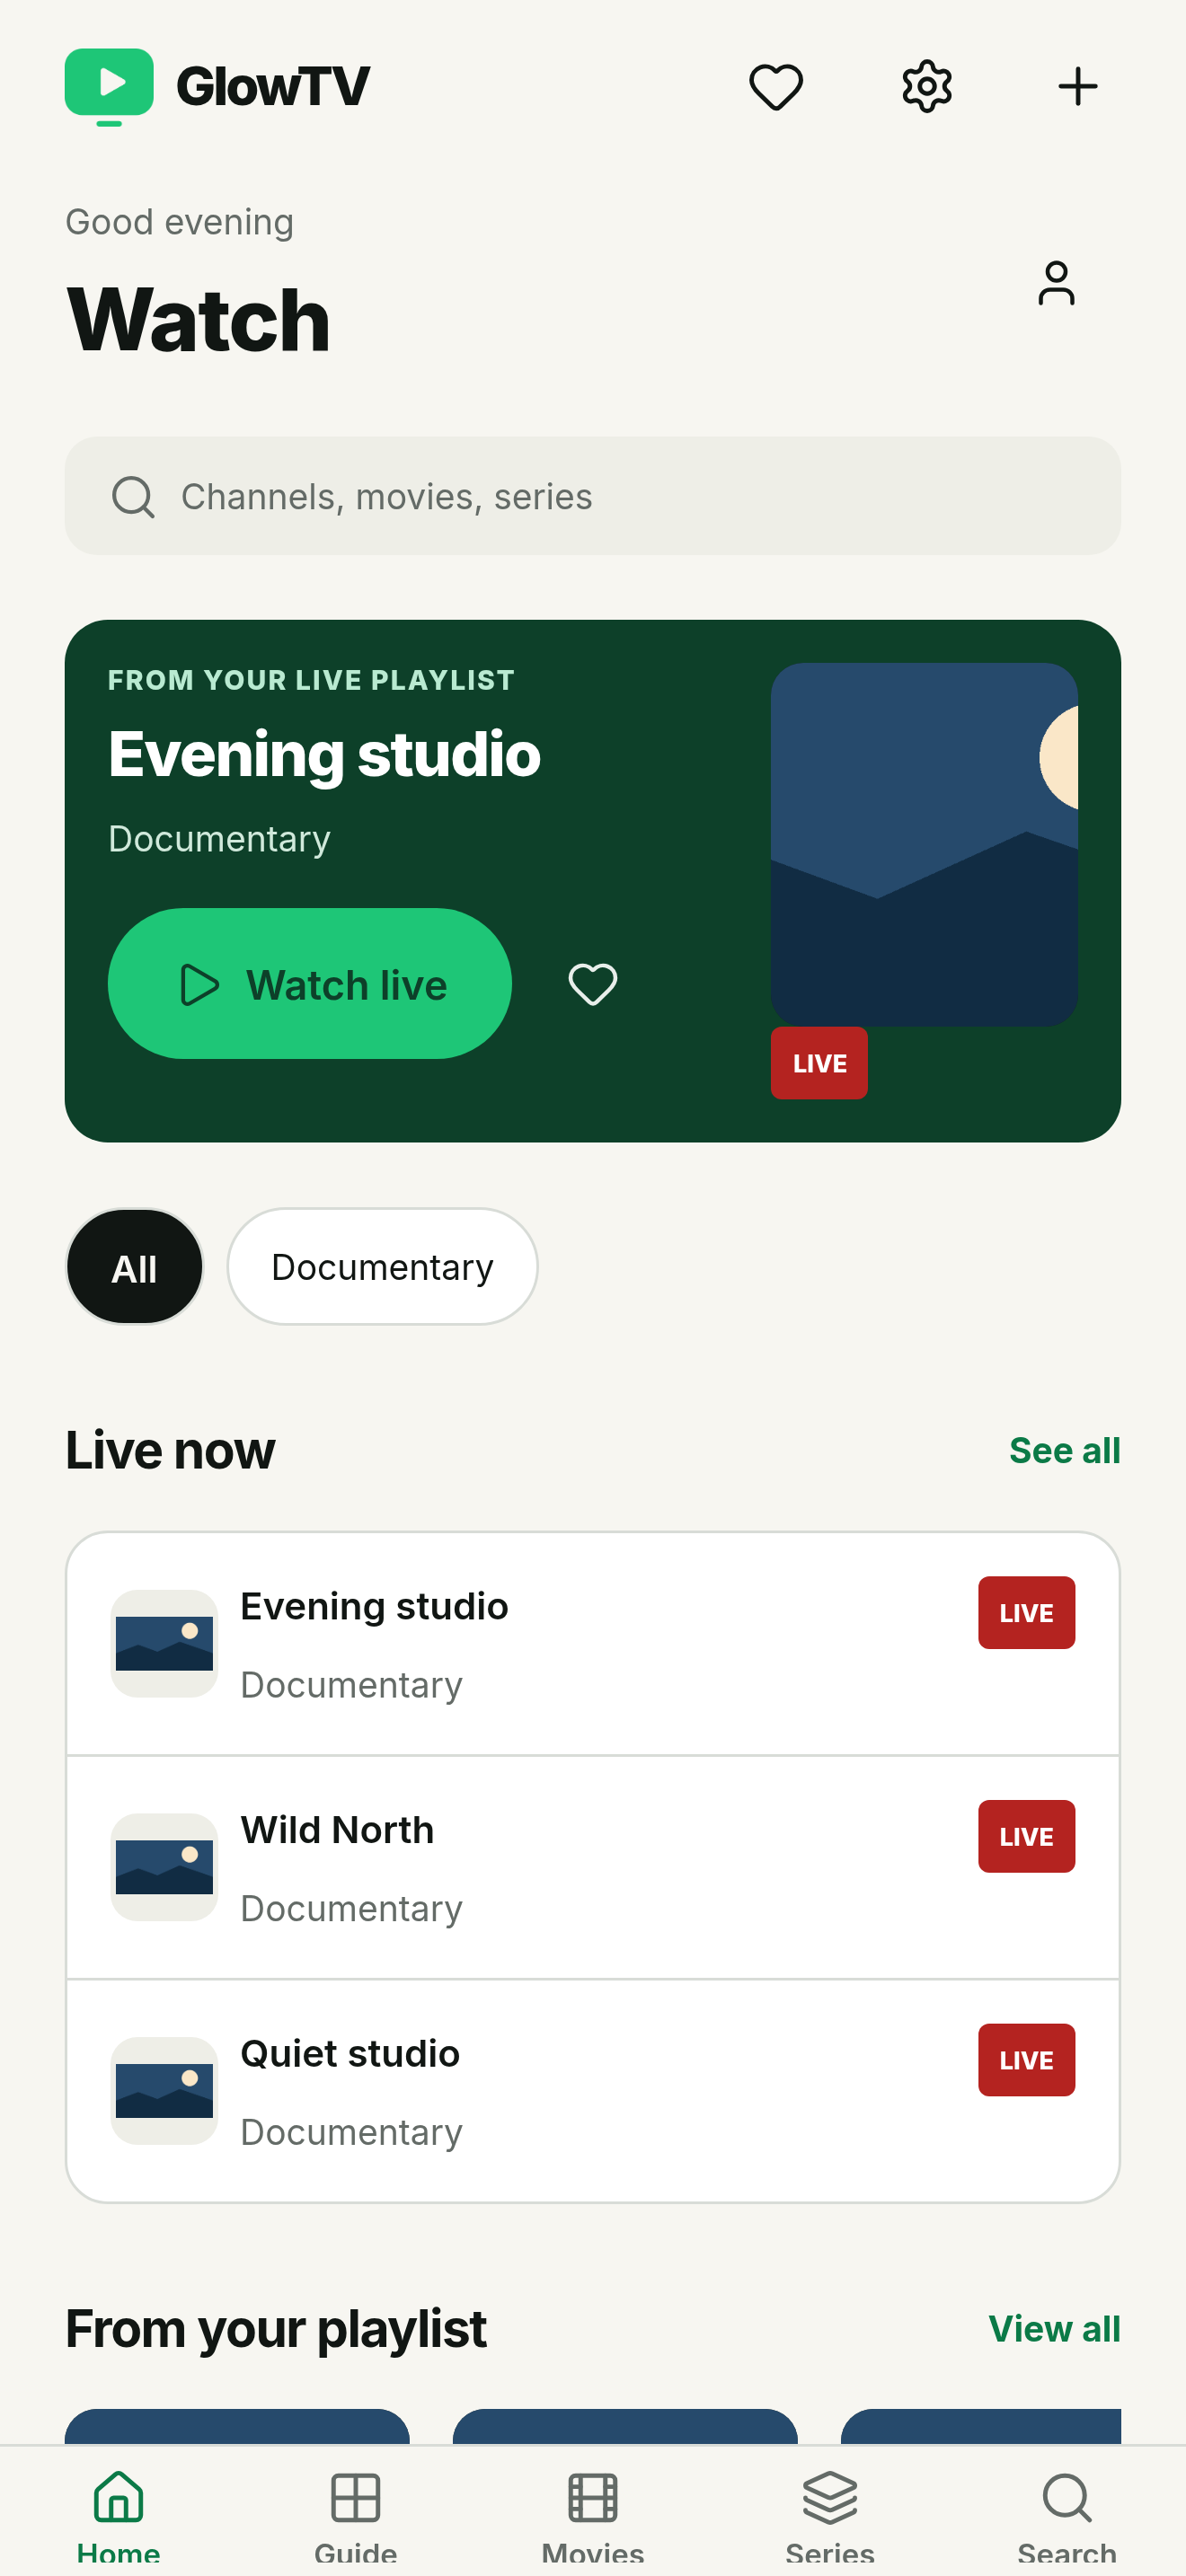 GlowTV
Good evening
Watch
Channels, movies, series
FROM YOUR LIVE PLAYLIST
Evening studio
Documentary
Watch live
LIVE
All
Documentary
Live now
See all
Evening studio
LIVE
Documentary
Wild North
LIVE
Documentary
Quiet studio
LIVE
Documentary
From your playlist
View all
Home
Guide
Movies
Series
Search